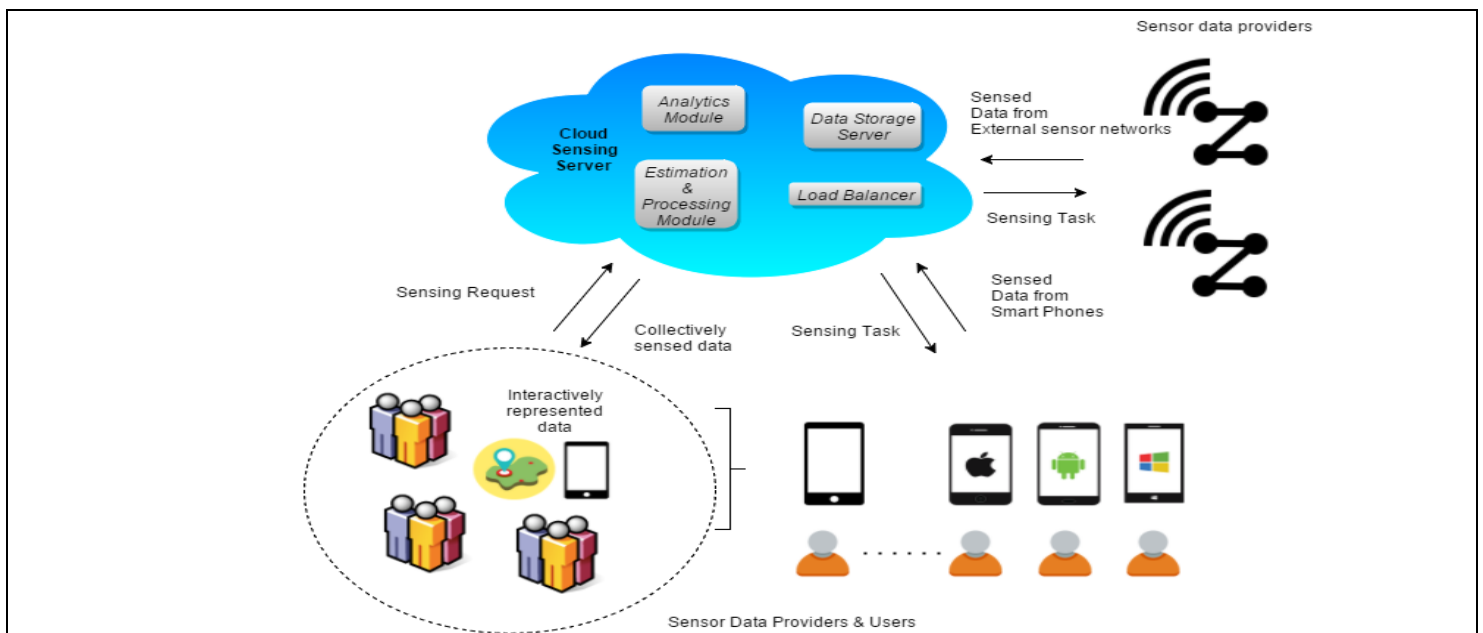 Sensor data providers
Analytics
Module
Data Storage
Server
Cloud
Sensing
Server
Estimation
&
Processing
Module
Load Balancer
Sensed
Data from
External sensor networks
Sensing Task
Sensing Request
Collectively
sensed data
Sensing Task
Sensed
Data from
Smart Phones
Interactively
represented
data
Sensor Data Providers & Users